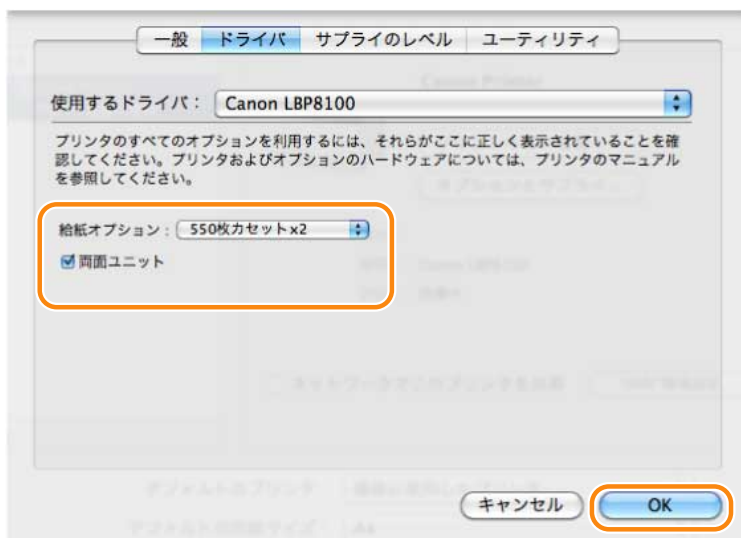 一般 ドライバ サプライのレベル ユーティリティ
使用するドライバ： Canon LBP8100
プリンタのすべてのオプションを利用するには、それらがここに正しく表示されていることを確
認してください。プリンタおよびオプションのハードウェアについては、プリンタのマニュアル
を参照してください。
給紙オプション： 550枚カセットx2
両面ユニット
キャンセル OK